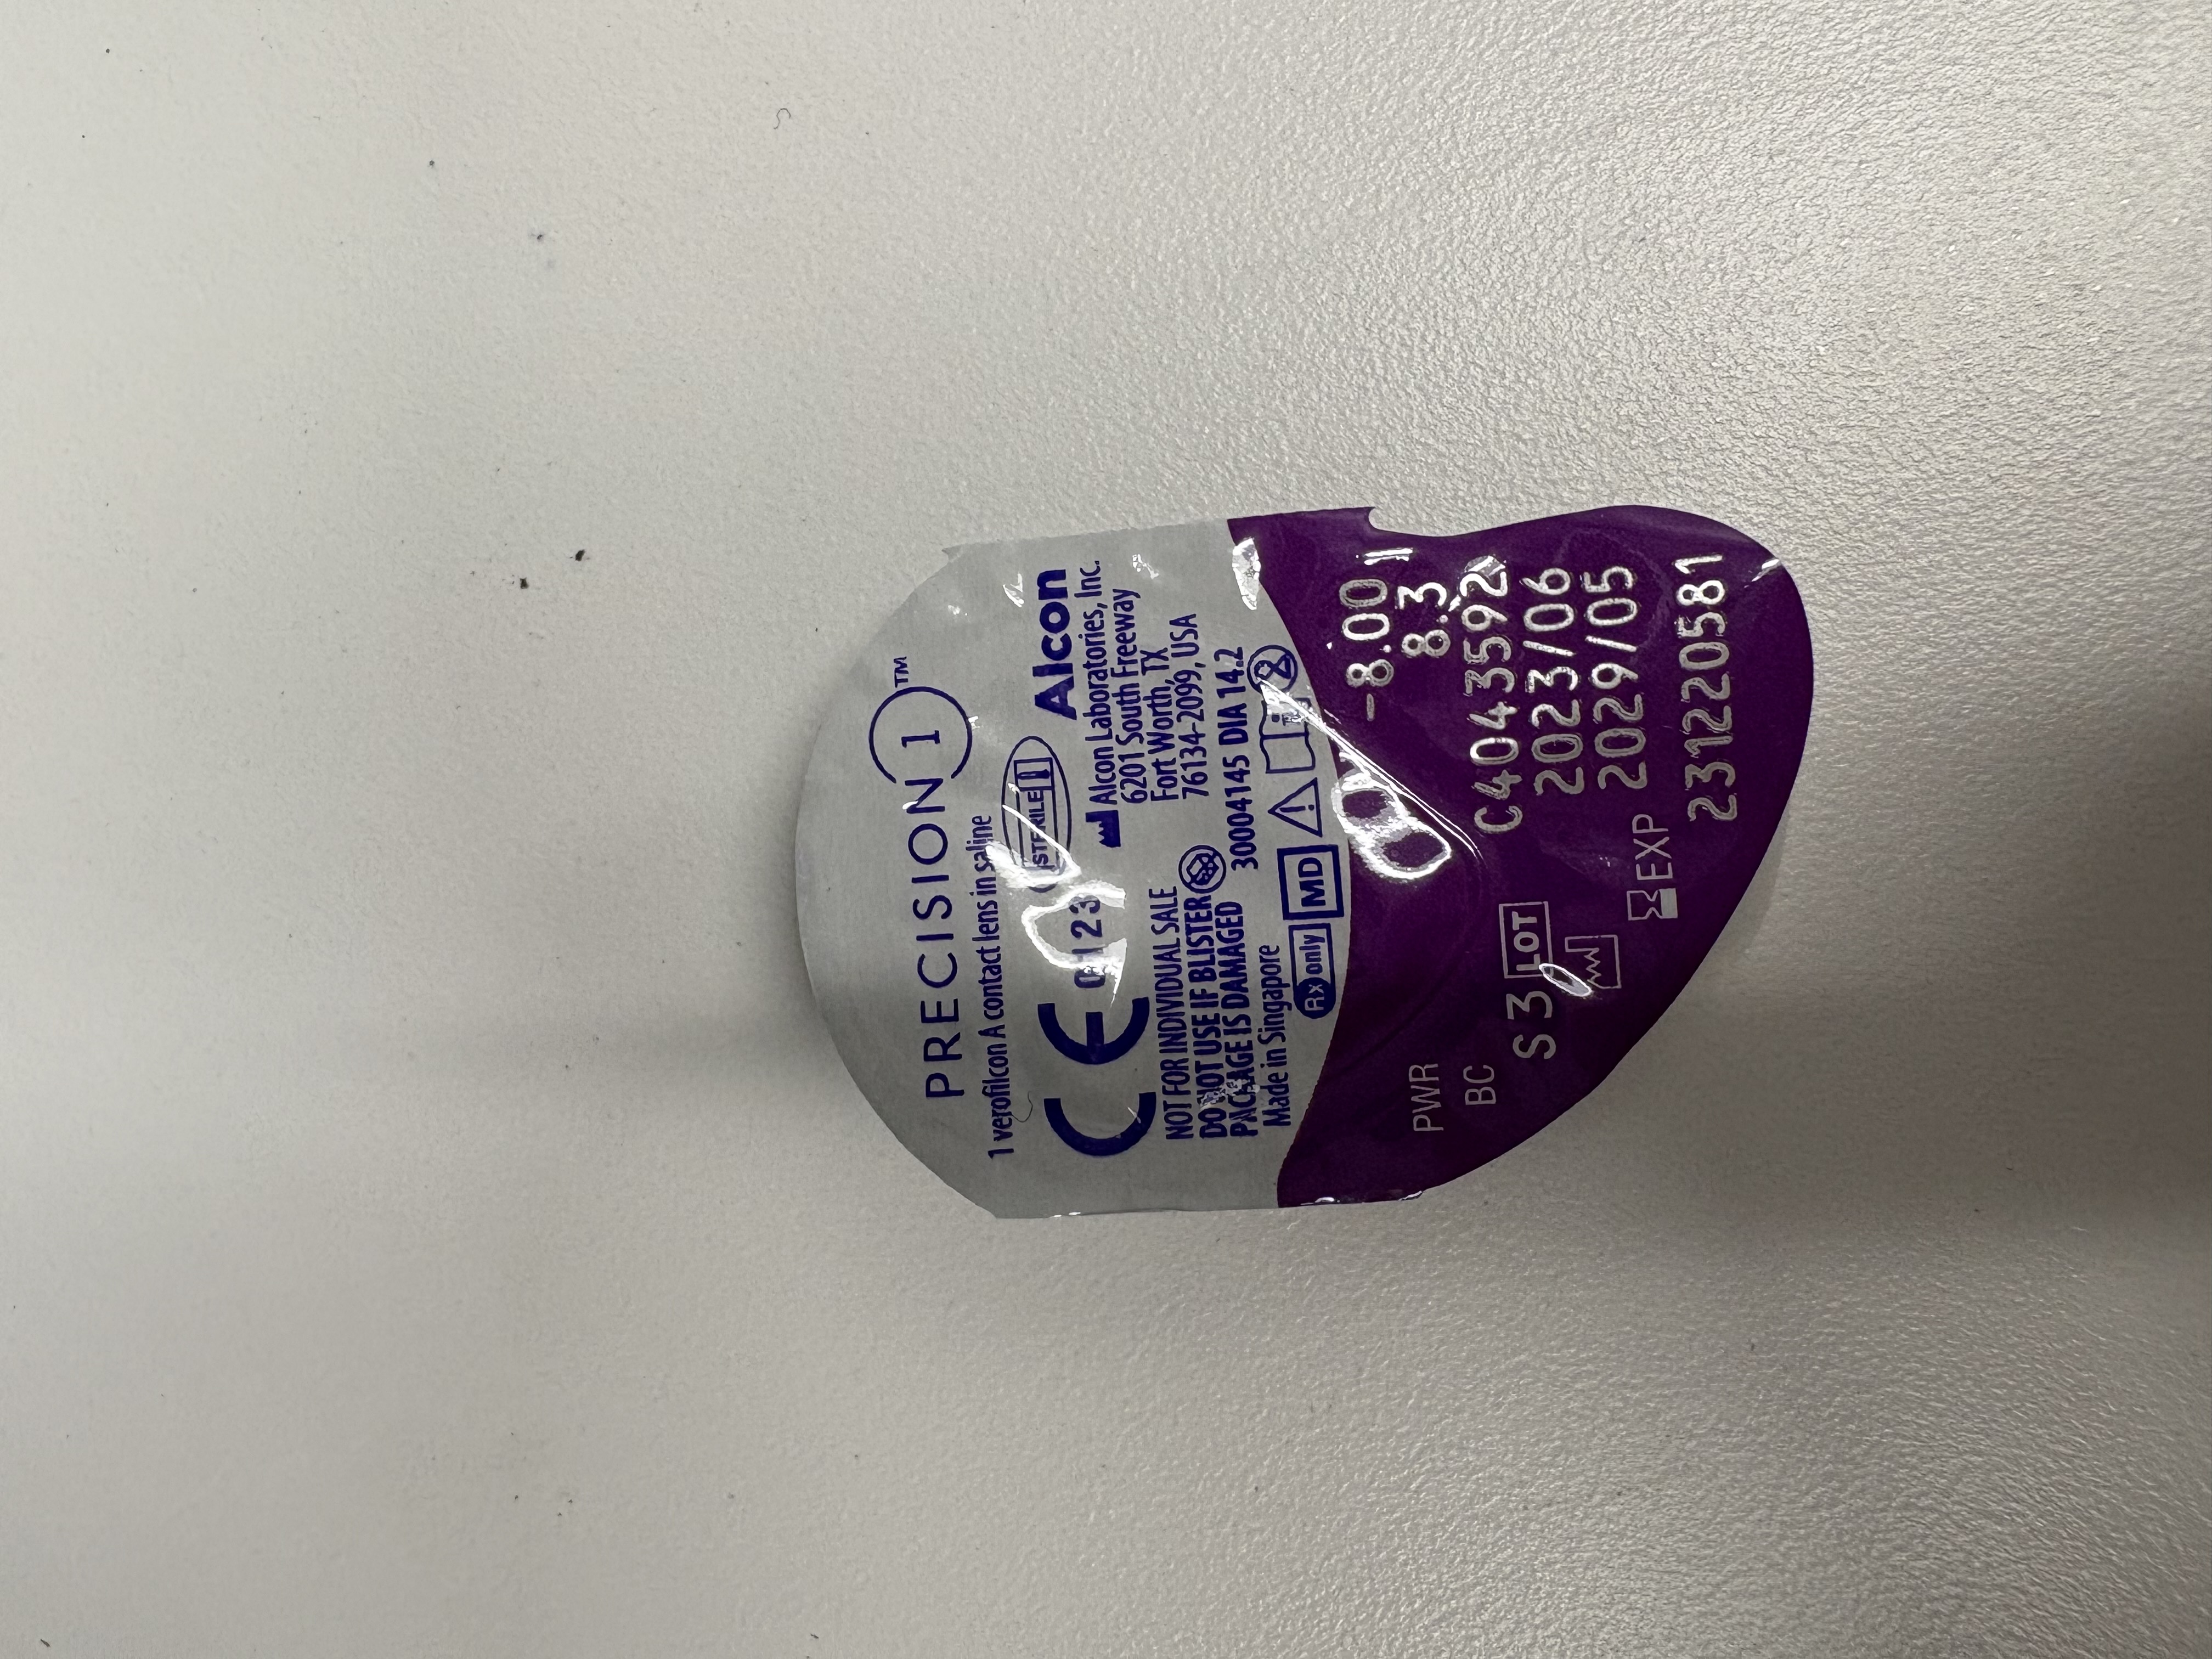 PRECISION 1™
1 verofilcon A contact lens in saline
CE 0123
STERILE
Alcon
Alcon Laboratories, Inc.
6201 South Freeway
Fort Worth, TX
76134-2099, USA
NOT FOR INDIVIDUAL SALE
DO NOT USE IF BLISTER
PACKAGE IS DAMAGED
30004145 DIA 14.2
Made in Singapore
Rx only MD
PWR -8.00
BC 8.3
S 3 LOT C4043592
2023/06
EXP 2029/05
231220581